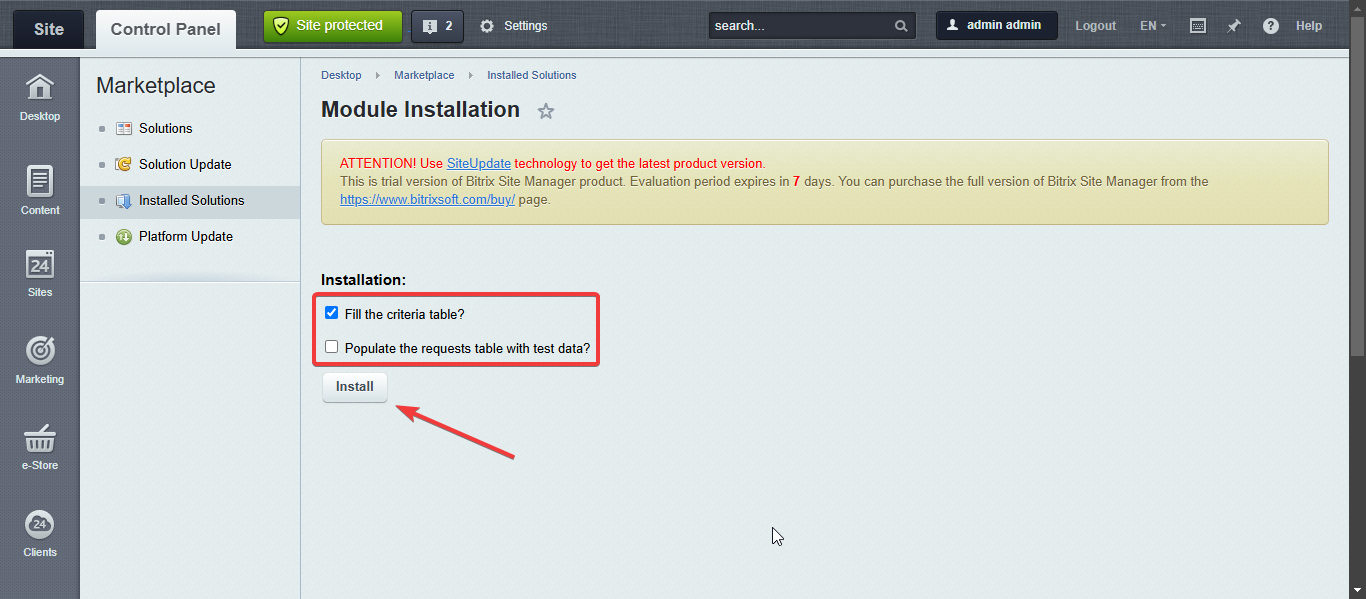 Site
Control Panel
Site protected
2
Settings
search...
admin admin
Logout
EN
Help
Desktop
Content
24
Sites
Marketing
e-Store
24
Clients
Marketplace
Solutions
Solution Update
Installed Solutions
Platform Update
Desktop Marketplace Installed Solutions
Module Installation
ATTENTION! Use SiteUpdate technology to get the latest product version.
This is trial version of Bitrix Site Manager product. Evaluation period expires in 7 days. You can purchase the full version of Bitrix Site Manager from the
https://www.bitrixsoft.com/buy/ page.
Installation:
Fill the criteria table?
Populate the requests table with test data?
Install